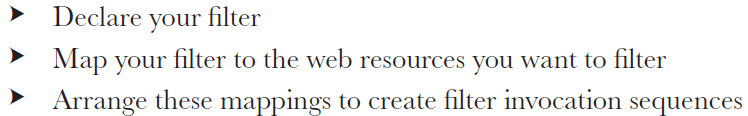 ➤ Declare your filter
➤ Map your filter to the web resources you want to filter
➤ Arrange these mappings to create filter invocation sequences